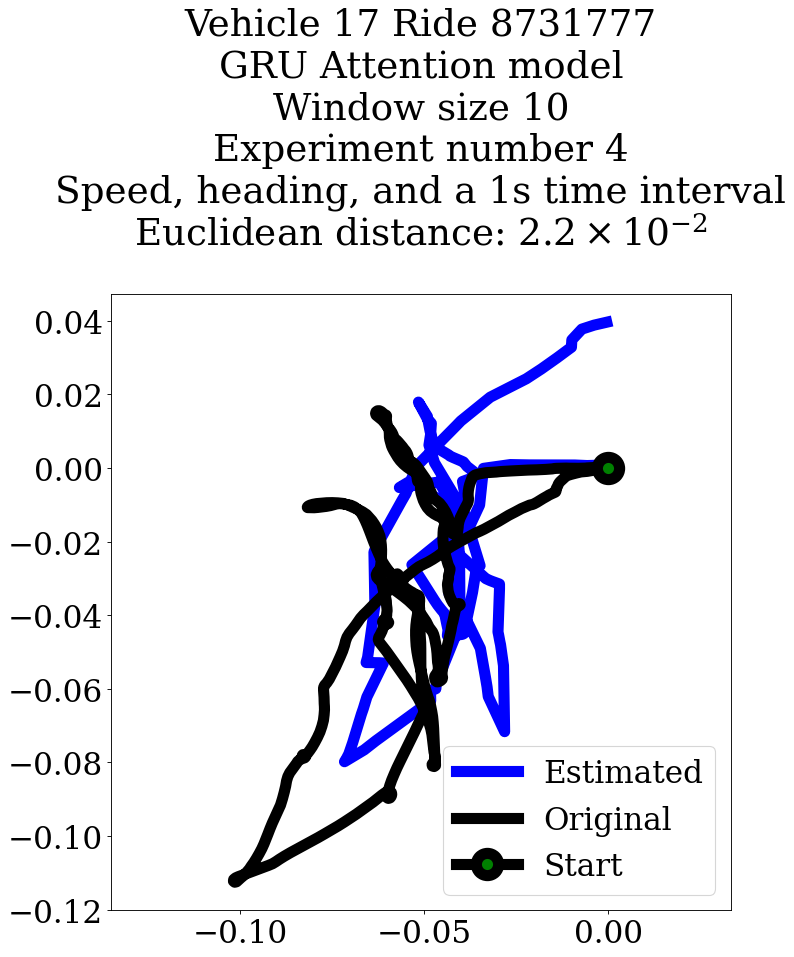 Vehicle 17 Ride 8731777
GRU Attention model
Window size 10
Experiment number 4
Speed, heading, and a 1s time interval
Euclidean distance: 2.2 × 10⁻²
0.04
0.02
0.00
−0.02
−0.04
−0.06
−0.08
−0.10
−0.12
Estimated
Original
Start
−0.10 −0.05 0.00